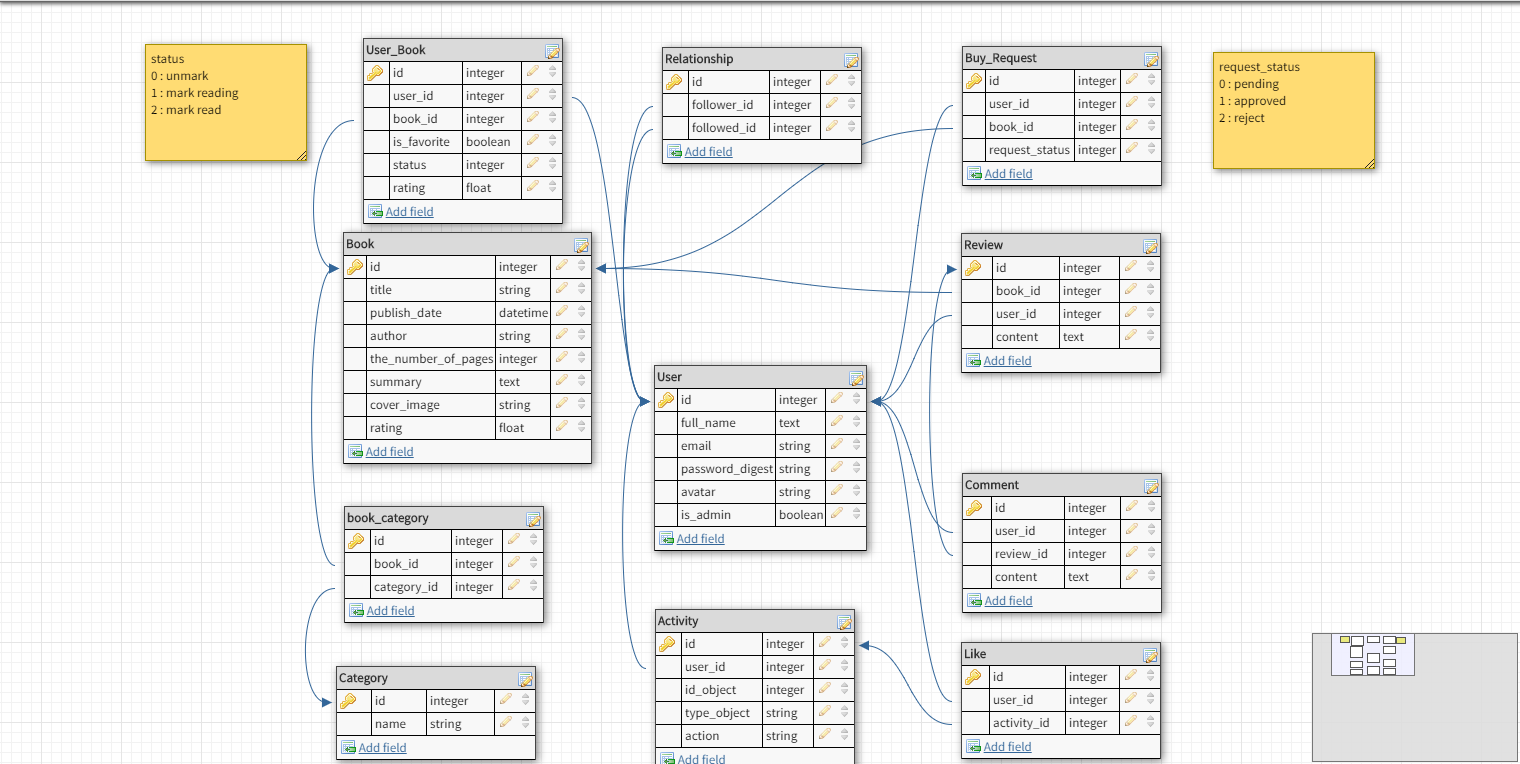 status
0 : unmark
1 : mark reading
2 : mark read
User_Book
id integer
user_id integer
book_id integer
is_favorite boolean
status integer
rating float
Add field
Relationship
id integer
follower_id integer
followed_id integer
Add field
Buy_Request
id integer
user_id integer
book_id integer
request_status integer
Add field
request_status
0 : pending
1 : approved
2 : reject
Book
id integer
title string
publish_date datetime
author string
the_number_of_pages integer
summary text
cover_image string
rating float
Add field
Review
id integer
book_id integer
user_id integer
content text
Add field
User
id integer
full_name text
email string
password_digest string
avatar string
is_admin boolean
Add field
book_category
id integer
book_id integer
category_id integer
Add field
Comment
id integer
user_id integer
review_id integer
content text
Add field
Category
id integer
name string
Add field
Activity
id integer
user_id integer
id_object integer
type_object string
action string
Add field
Like
id integer
user_id integer
activity_id integer
Add field